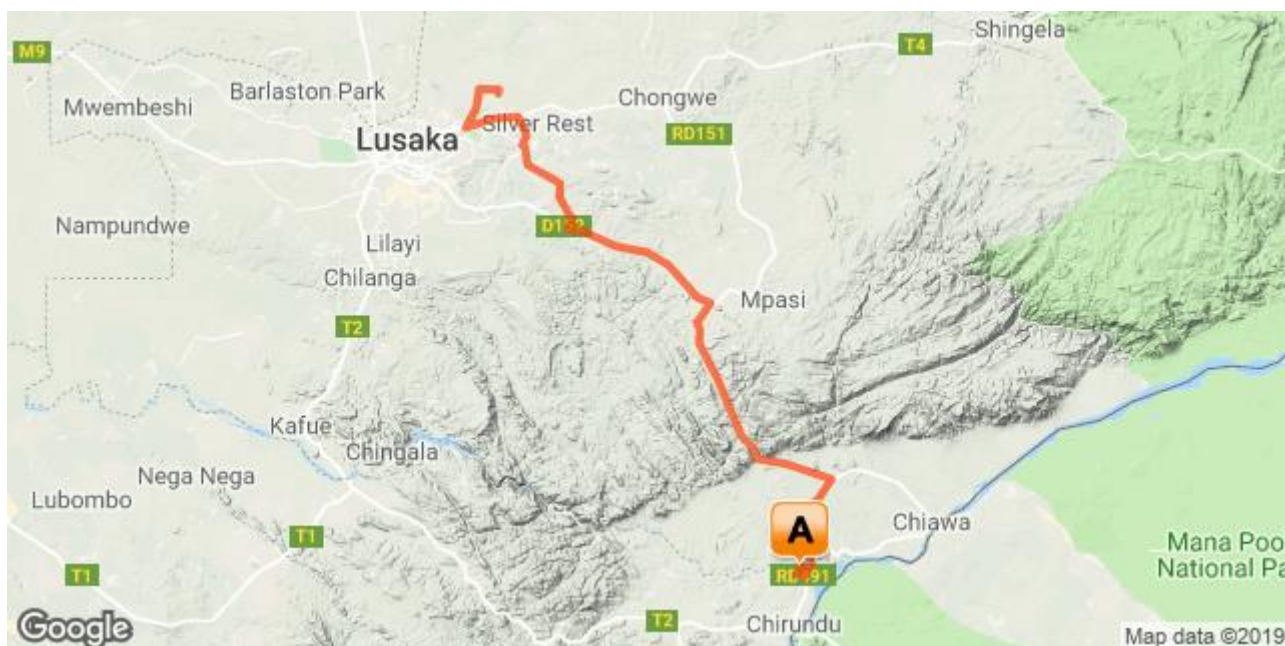 Shingela
M9
T4
Barlaston Park
Mwembeshi
Chongwe
Silver Rest
Lusaka
RD151
Nampundwe
Lilayi
Chilanga
Mpasi
T2
Kafue
Chingala
Nega Nega
Lubombo
A
Chiawa
T1
Mana Poo
National Pa
T1
T2
Chirundu
Google
Map data ©2019